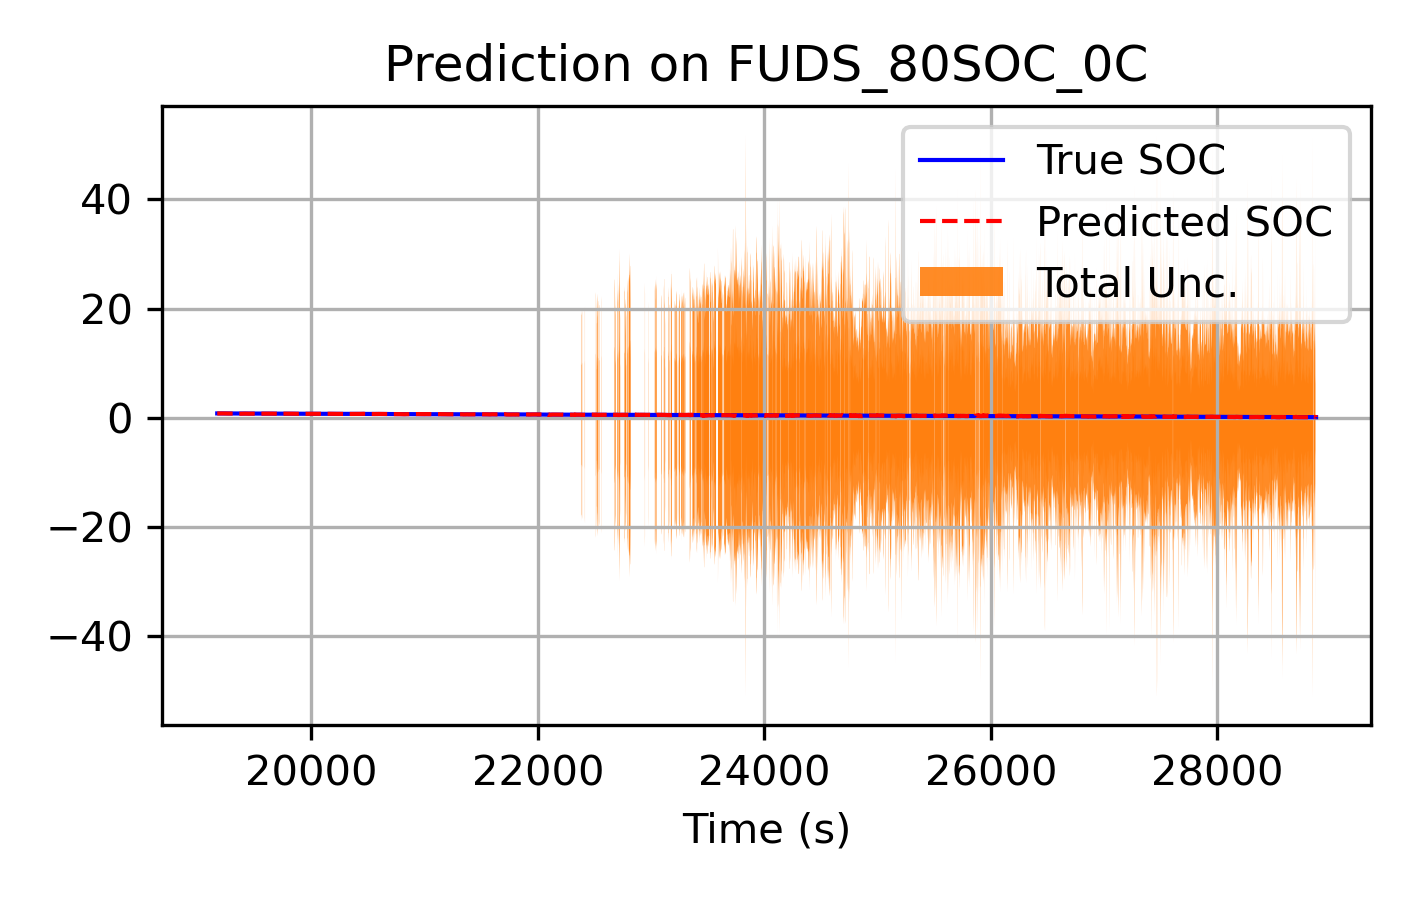 Prediction on FUDS_80SOC_0C
True SOC
Predicted SOC
Total Unc.
40
20
0
−20
−40
20000 22000 24000 26000 28000
Time (s)